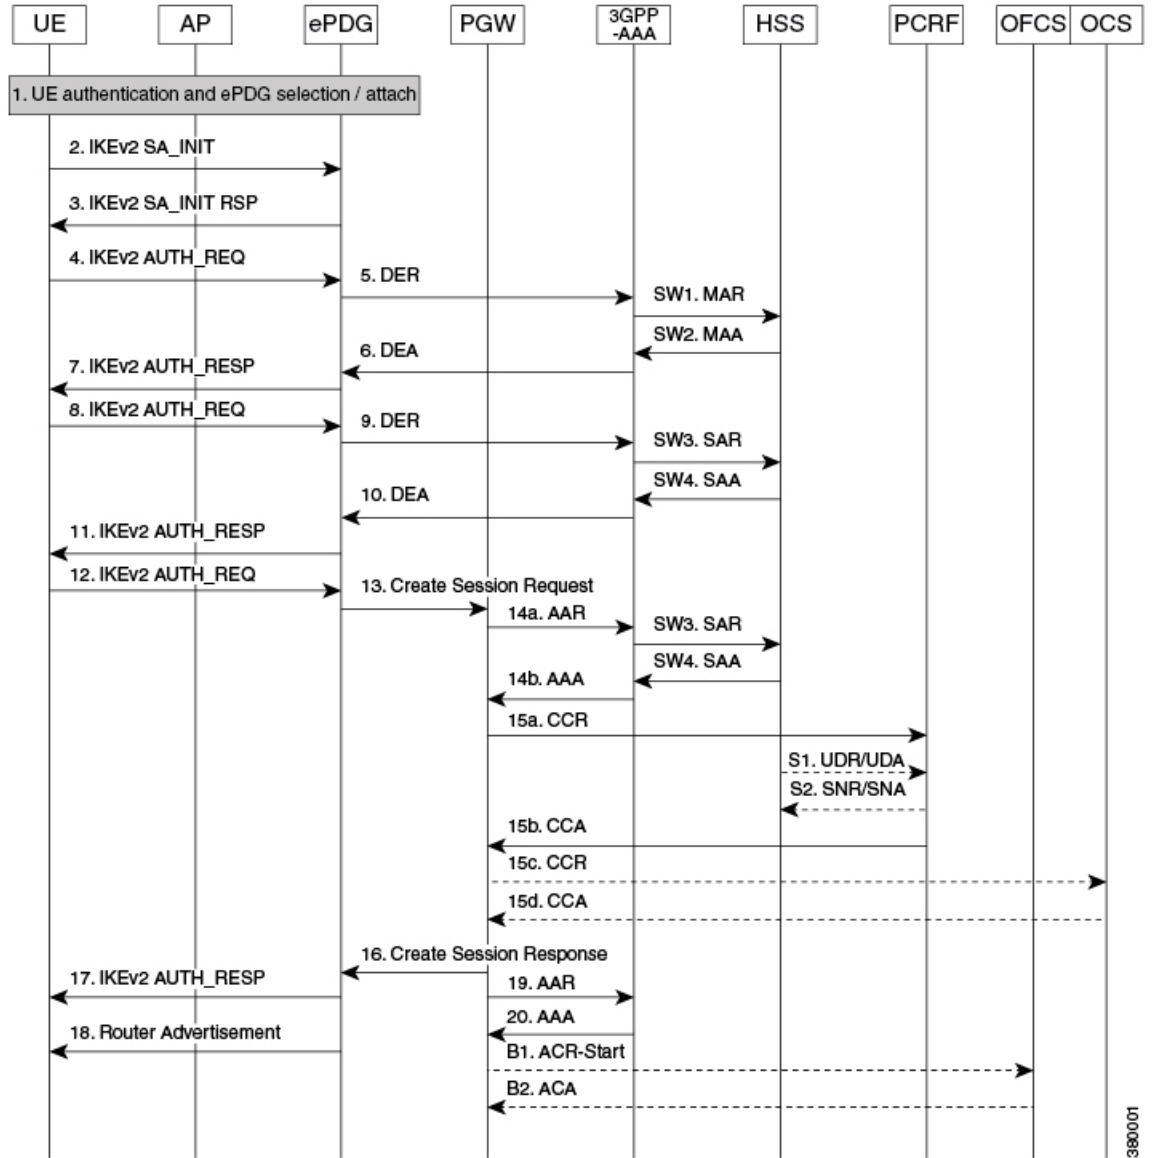 UE
AP
ePDG
PGW
3GPP
-AAA
HSS
PCRF
OFCS
OCS
1. UE authentication and ePDG selection / attach
2. IKEv2 SA_INIT
3. IKEv2 SA_INIT RSP
4. IKEv2 AUTH_REQ
5. DER
SW1. MAR
SW2. MAA
6. DEA
7. IKEv2 AUTH_RESP
8. IKEv2 AUTH_REQ
9. DER
SW3. SAR
SW4. SAA
10. DEA
11. IKEv2 AUTH_RESP
12. IKEv2 AUTH_REQ
13. Create Session Request
14a. AAR
SW3. SAR
SW4. SAA
14b. AAA
15a. CCR
S1. UDR/UDA
S2. SNR/SNA
15b. CCA
15c. CCR
15d. CCA
16. Create Session Response
17. IKEv2 AUTH_RESP
19. AAR
20. AAA
18. Router Advertisement
B1. ACR-Start
B2. ACA
380001